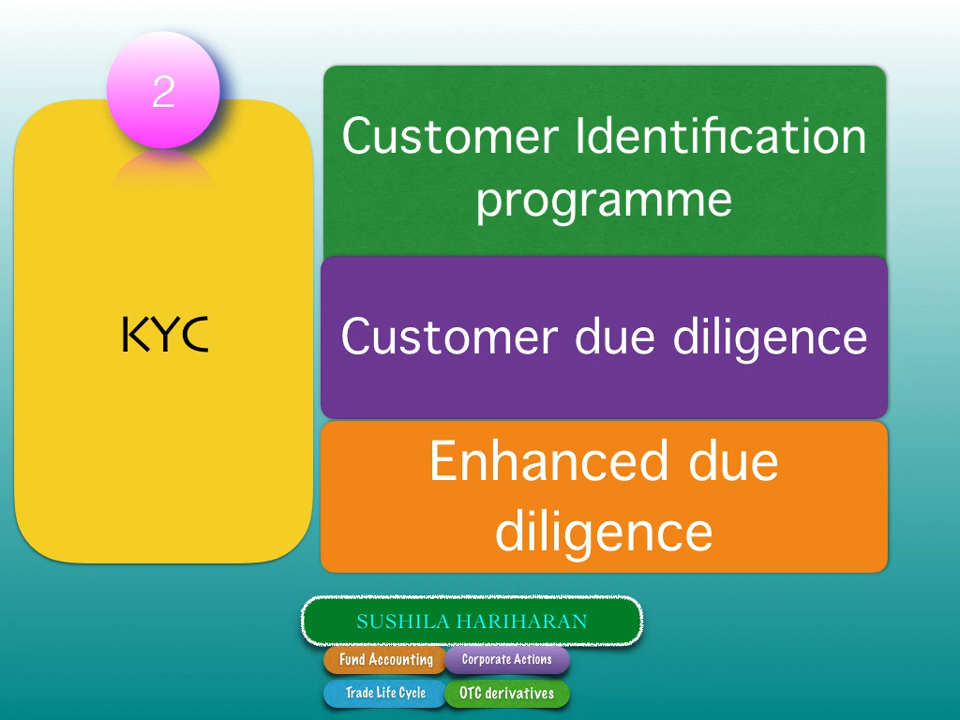 2
KYC
Customer Identification
programme
Customer due diligence
Enhanced due
diligence
SUSHILA HARIHARAN
Fund Accounting
Corporate Actions
Trade Life Cycle
OTC derivatives